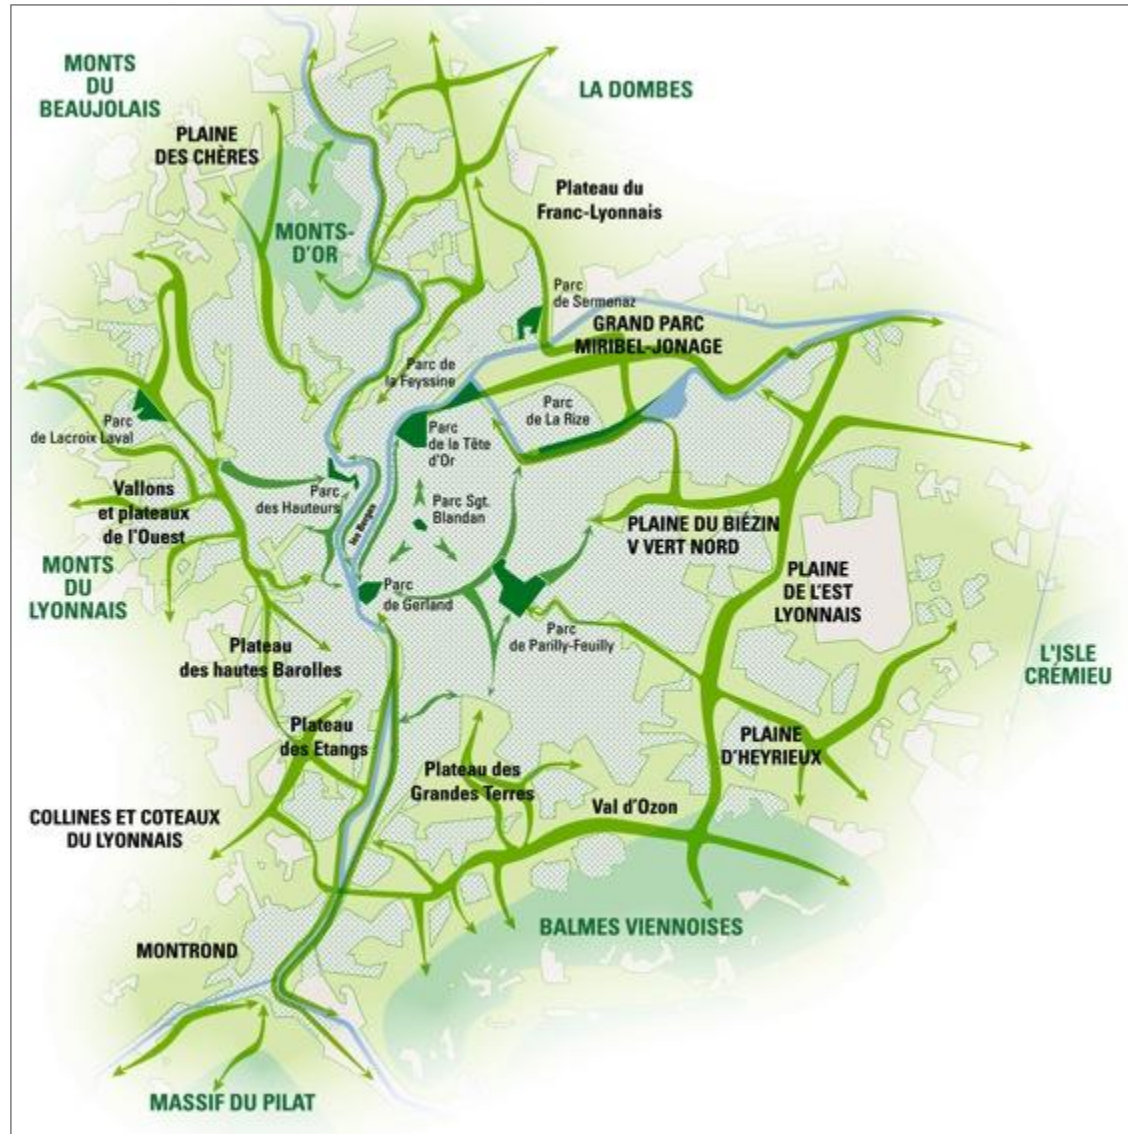 MONTS
DU
BEAUJOLAIS
LA DOMBES
PLAINE
DES CHÈRES
Plateau du
Franc-Lyonnais
MONTS-
D'OR
Parc
de Sermenaz
GRAND PARC
MIRIBEL-JONAGE
Parc de
la Feyssine
Parc
de La Rize
Parc
de Lacroix Laval
Parc
de la Tête
d'Or
Vallons
et plateaux
de l'Ouest
Parc
des Hauteurs
les Berges
Parc Sgt.
Blandan
PLAINE DU BIÉZIN
V VERT NORD
MONTS
DU
LYONNAIS
Parc
de Gerland
PLAINE
DE L'EST
LYONNAIS
Parc
de Parilly-Feuilly
Plateau
des hautes Barolles
L'ISLE
CRÉMIEU
Plateau
des Etangs
PLAINE
D'HEYRIEUX
Plateau des
Grandes Terres
Val d'Ozon
COLLINES ET COTEAUX
DU LYONNAIS
BALMES VIENNOISES
MONTROND
MASSIF DU PILAT